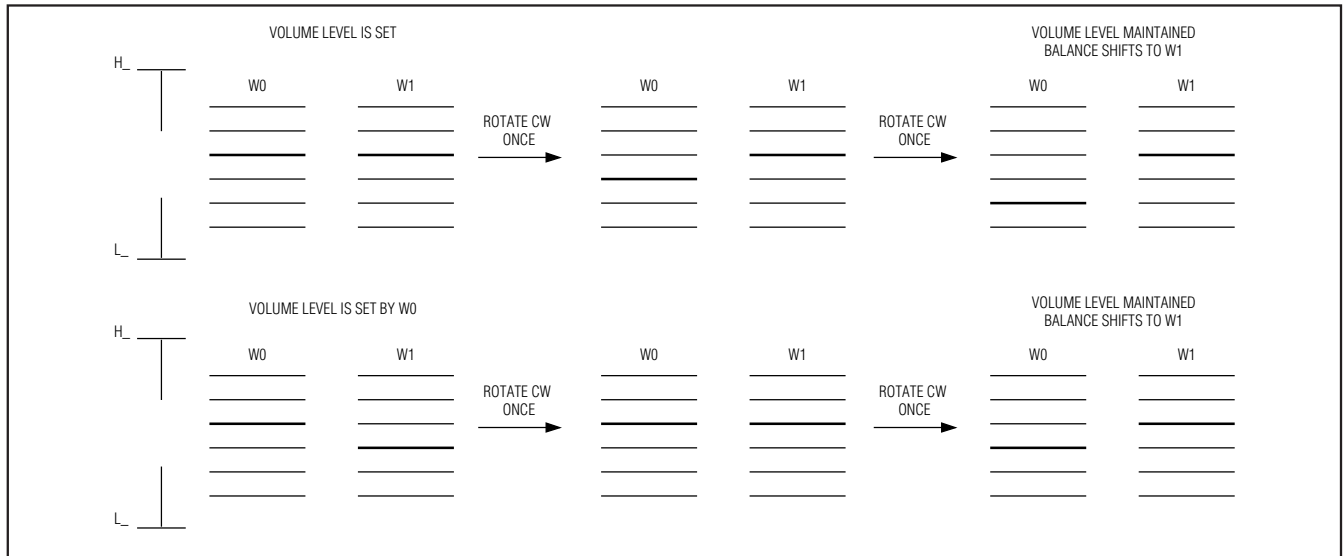 VOLUME LEVEL IS SET
VOLUME LEVEL MAINTAINED
BALANCE SHIFTS TO W1
H_
W0
W1
W0
W1
W0
W1
ROTATE CW
ONCE
ROTATE CW
ONCE
L_
VOLUME LEVEL IS SET BY W0
VOLUME LEVEL MAINTAINED
BALANCE SHIFTS TO W1
H_
W0
W1
W0
W1
W0
W1
ROTATE CW
ONCE
ROTATE CW
ONCE
L_